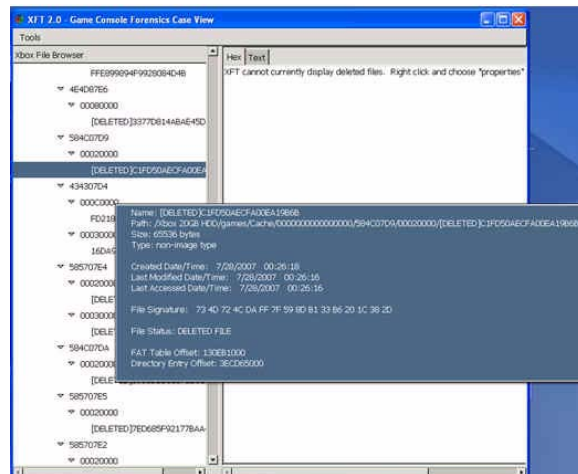 XFT 2.0 - Game Console Forensics Case View
Tools
Xbox File Browser
Hex Text
XFT cannot currently display deleted files. Right click and choose "properties"
FFE899894F9928084D4B
4E4D87E6
00080000
[DELETED]3377D814ABAE45D
584C07D9
00020000
[DELETED]C1FD50AECFA00EA
434307D4
000C0000
FD218
00030000
16DA9
585707E4
0002000
[DELE
0003000
[DELE
584C07DA
0002000
[DELE
585707E5
00020000
[DELETED]7ED685F92177BAA
585707E2
00020000
Name: [DELETED]C1FD50AECFA00EA19B6B
Path: /Xbox 20GB HDD/games/Cache/0000000000000000/584C07D9/00020000/[DELETED]C1FD50AECFA00EA19B6B
Size: 65536 bytes
Type: non-image type
Created Date/Time: 7/28/2007 00:26:18
Last Modified Date/Time: 7/28/2007 00:26:16
Last Accessed Date/Time: 7/28/2007 00:26:16
File Signature: 73 4D 72 4C DA FF 7F 59 8D B1 33 B6 20 1C 38 2D
File Status: DELETED FILE
FAT Table Offset: 130EB1000
Directory Entry Offset: 3ECD65000